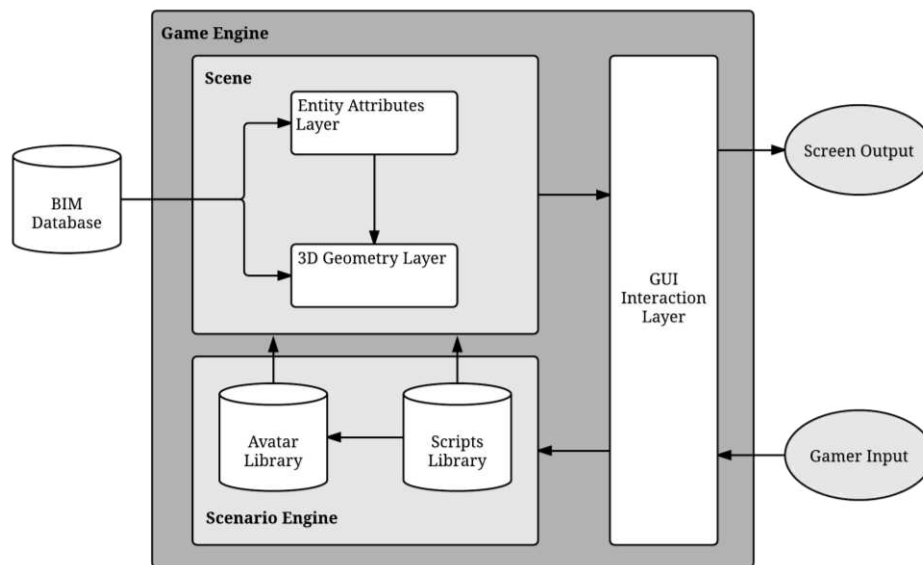 Game Engine
Scene
Entity Attributes
Layer
BIM
Database
3D Geometry Layer
GUI
Interaction
Layer
Screen Output
Avatar
Library
Scripts
Library
Gamer Input
Scenario Engine